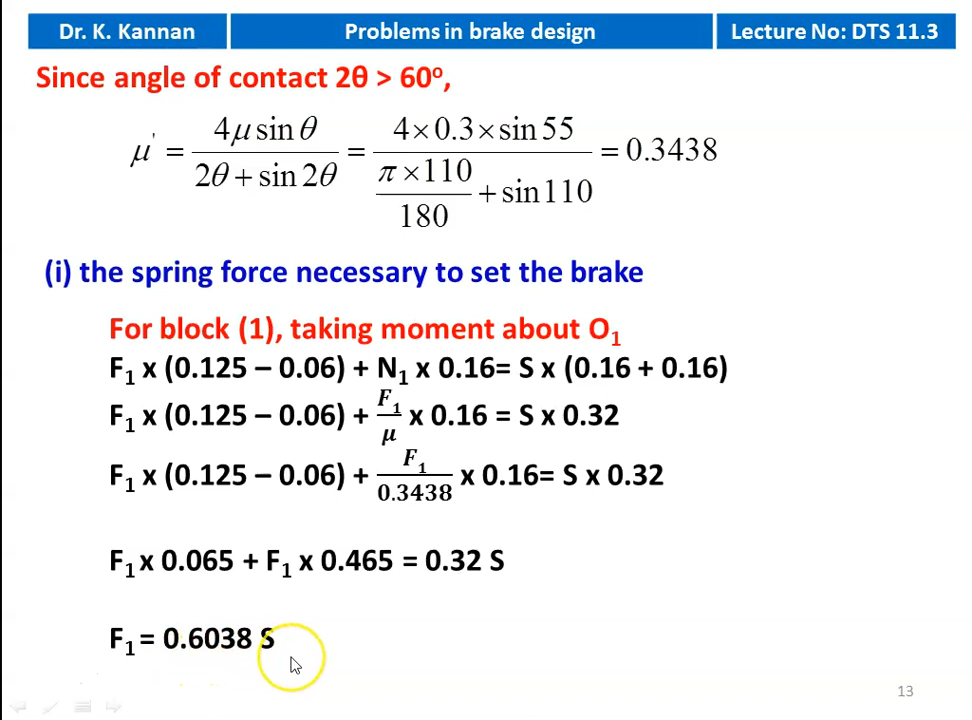 Dr. K. Kannan
Problems in brake design
Lecture No: DTS 11.3
Since angle of contact 2θ > 60°,
μ' = 4μ sin θ / (2θ + sin 2θ) = (4 × 0.3 × sin 55) / (π × 110 / 180 + sin 110) = 0.3438
(i) the spring force necessary to set the brake
For block (1), taking moment about O₁
F₁ x (0.125 – 0.06) + N₁ x 0.16= S x (0.16 + 0.16)
F₁ x (0.125 – 0.06) + F₁/μ x 0.16 = S x 0.32
F₁ x (0.125 – 0.06) + F₁/0.3438 x 0.16= S x 0.32
F₁ x 0.065 + F₁ x 0.465 = 0.32 S
F₁ = 0.6038 S
13